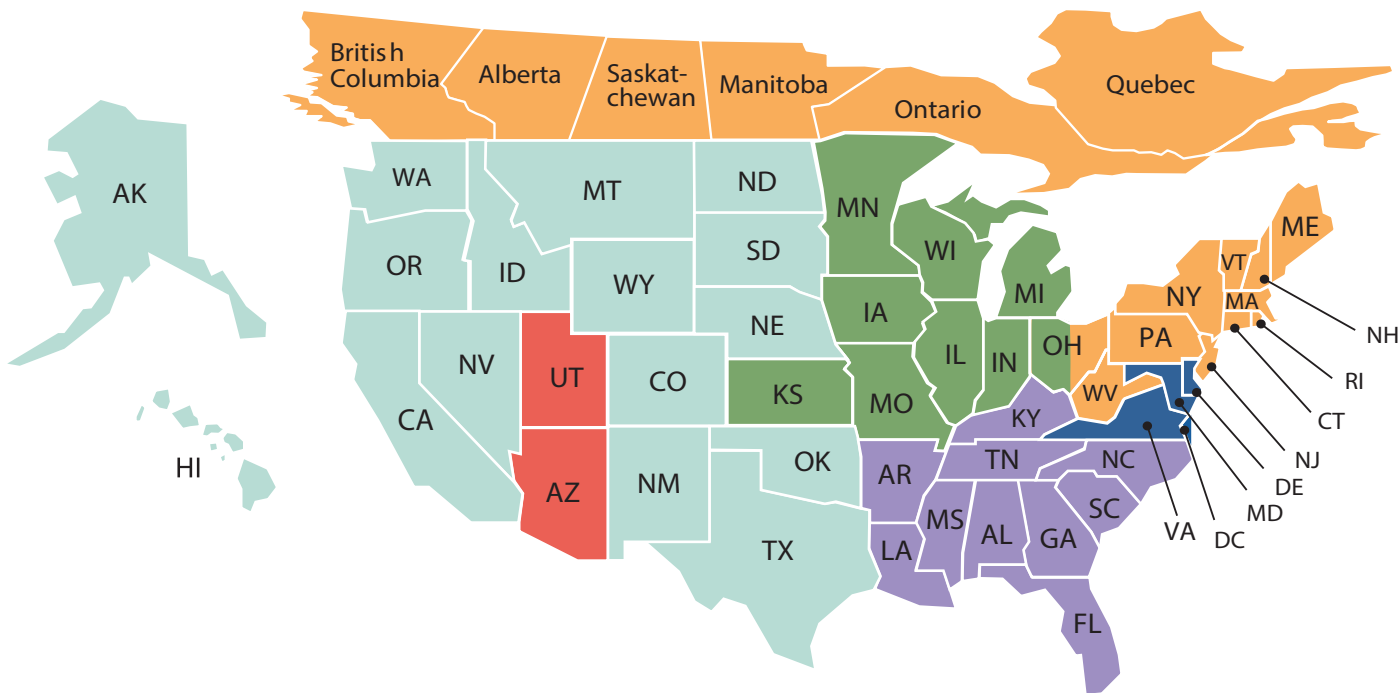 British
Columbia
Alberta
Saskat-
chewan
Manitoba
Ontario
Quebec
AK
WA
MT
ND
MN
ME
OR
ID
SD
WI
VT
WY
MI
NY
MA
NH
NV
UT
CO
NE
IA
IL
IN
OH
PA
RI
CA
KS
MO
KY
WV
CT
HI
AZ
NM
OK
AR
TN
NC
NJ
DE
MD
DC
VA
TX
LA
MS
AL
GA
SC
FL